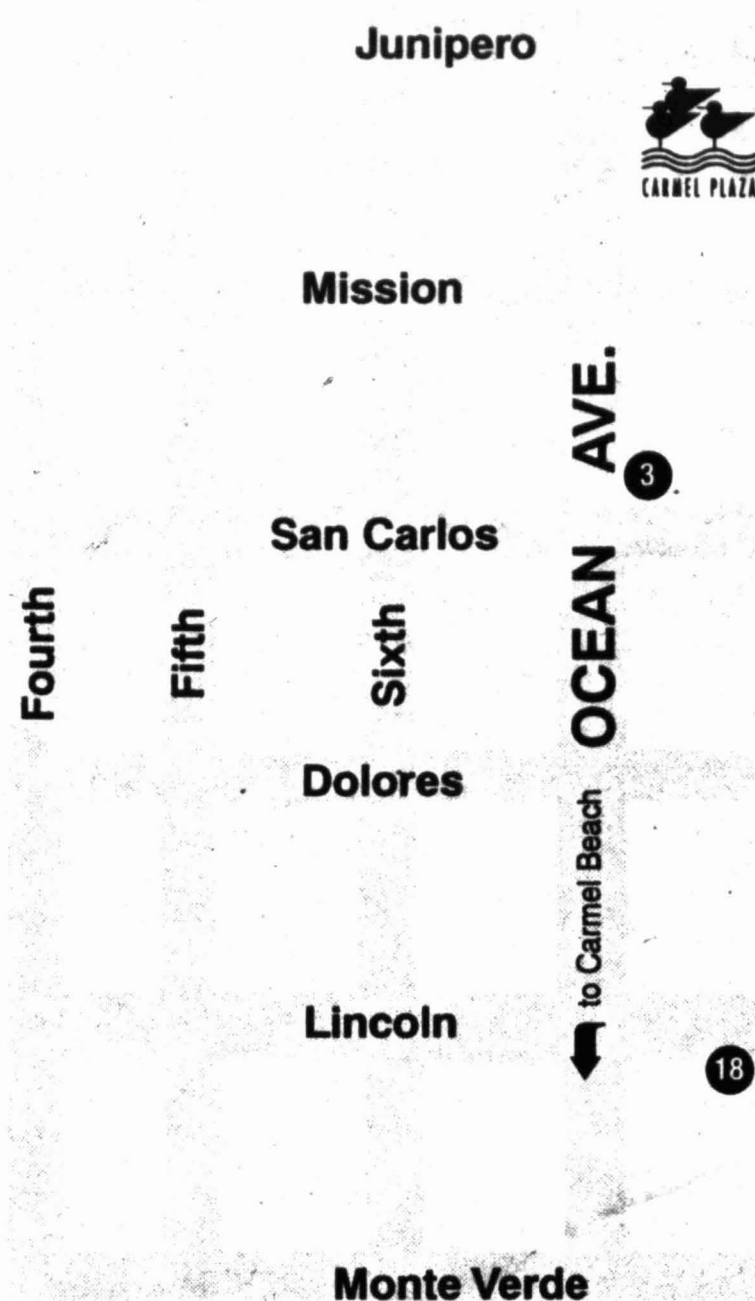 Junipero
CARMEL PLAZA
Mission
OCEAN AVE.
3
San Carlos
Fourth
Fifth
Sixth
Dolores
to Carmel Beach
Lincoln
18
Monte Verde